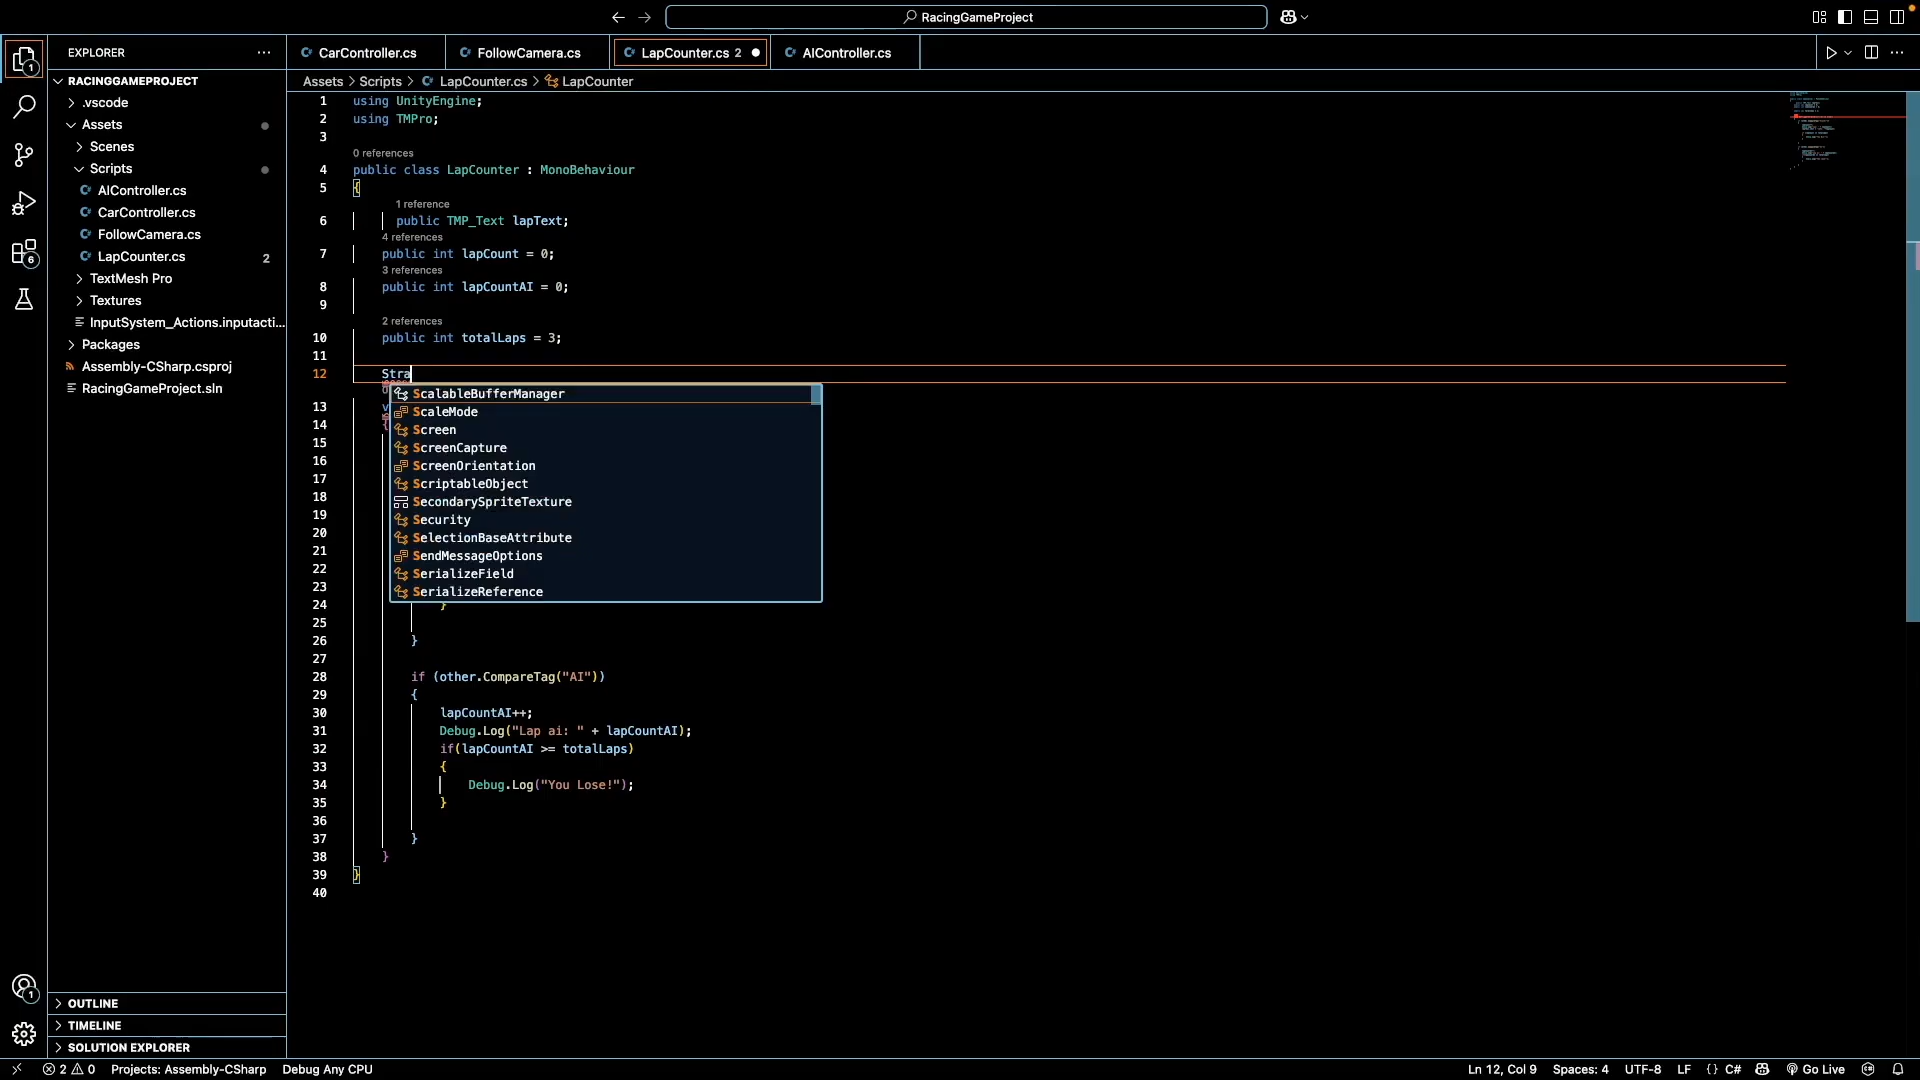 RacingGameProject
EXPLORER
CarController.cs
FollowCamera.cs
LapCounter.cs 2
AIController.cs
RACINGGAMEPROJECT
.vscode
Assets
Scenes
Scripts
AIController.cs
CarController.cs
FollowCamera.cs
LapCounter.cs 2
TextMesh Pro
Textures
InputSystem_Actions.inputacti...
Packages
Assembly-CSharp.csproj
RacingGameProject.sln
1
6
1
OUTLINE
TIMELINE
SOLUTION EXPLORER
Assets > Scripts > LapCounter.cs > LapCounter
1 using UnityEngine;
2 using TMPro;
3
0 references
4 public class LapCounter : MonoBehaviour
5 {
1 reference
6 public TMP_Text lapText;
4 references
7 public int lapCount = 0;
3 references
8 public int lapCountAI = 0;
9
2 references
10 public int totalLaps = 3;
11
12 Stra
ScalableBufferManager
ScaleMode
Screen
ScreenCapture
ScreenOrientation
ScriptableObject
SecondarySpriteTexture
Security
SelectionBaseAttribute
SendMessageOptions
SerializeField
SerializeReference
13 v
14 {
15
16
17
18
19
20
21
22
23
24 }
25
26 }
27
28 if (other.CompareTag("AI"))
29 {
30 lapCountAI++;
31 Debug.Log("Lap ai: " + lapCountAI);
32 if(lapCountAI >= totalLaps)
33 {
34 Debug.Log("You Lose!");
35 }
36
37 }
38 }
39 }
40
2 0 Projects: Assembly-CSharp Debug Any CPU
Ln 12, Col 9 Spaces: 4 UTF-8 LF {} C# Go Live